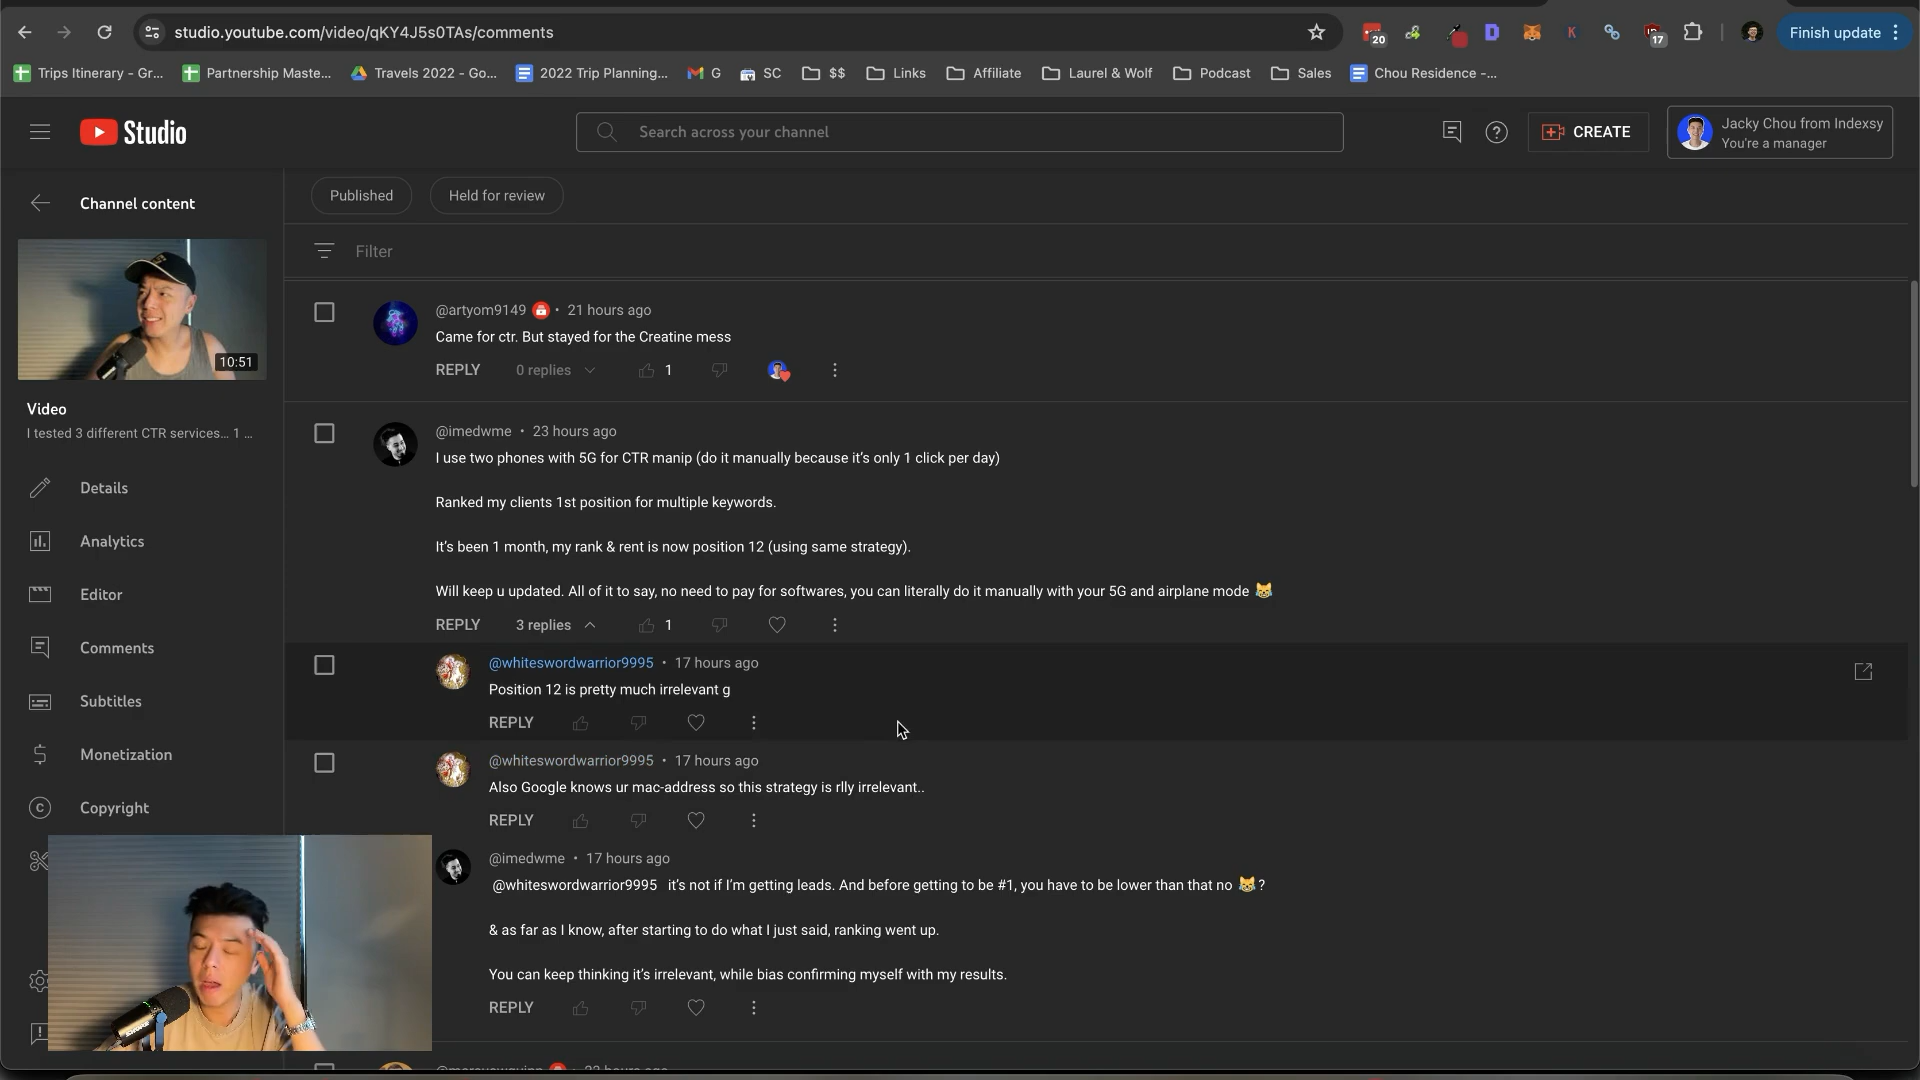 studio.youtube.com/video/qKY4J5s0TAs/comments
20
D
K
17
Finish update
Trips Itinerary - Gr...
Partnership Maste...
Travels 2022 - Go...
2022 Trip Planning...
G
SC
$$
Links
Affiliate
Laurel & Wolf
Podcast
Sales
Chou Residence -...
Studio
Search across your channel
CREATE
Jacky Chou from Indexsy
You're a manager
Channel content
Published
Held for review
Filter
10:51
Video
I tested 3 different CTR services... 1 ...
Details
Analytics
Editor
Comments
Subtitles
Monetization
Copyright
@artyom9149 • 21 hours ago
Came for ctr. But stayed for the Creatine mess
REPLY 0 replies 1
@imedwme • 23 hours ago
I use two phones with 5G for CTR manip (do it manually because it's only 1 click per day)
Ranked my clients 1st position for multiple keywords.
It's been 1 month, my rank & rent is now position 12 (using same strategy).
Will keep u updated. All of it to say, no need to pay for softwares, you can literally do it manually with your 5G and airplane mode 😹
REPLY 3 replies 1
@whiteswordwarrior9995 • 17 hours ago
Position 12 is pretty much irrelevant g
REPLY
@whiteswordwarrior9995 • 17 hours ago
Also Google knows ur mac-address so this strategy is rlly irrelevant..
REPLY
@imedwme • 17 hours ago
@whiteswordwarrior9995 it's not if I'm getting leads. And before getting to be #1, you have to be lower than that no 😹 ?
& as far as I know, after starting to do what I just said, ranking went up.
You can keep thinking it's irrelevant, while bias confirming myself with my results.
REPLY